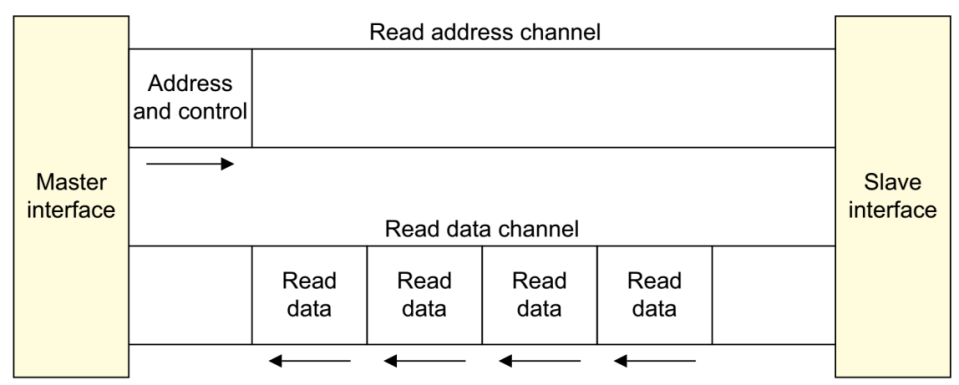 Read address channel
Address
and control
Master
interface
Slave
interface
Read data channel
Read
data
Read
data
Read
data
Read
data